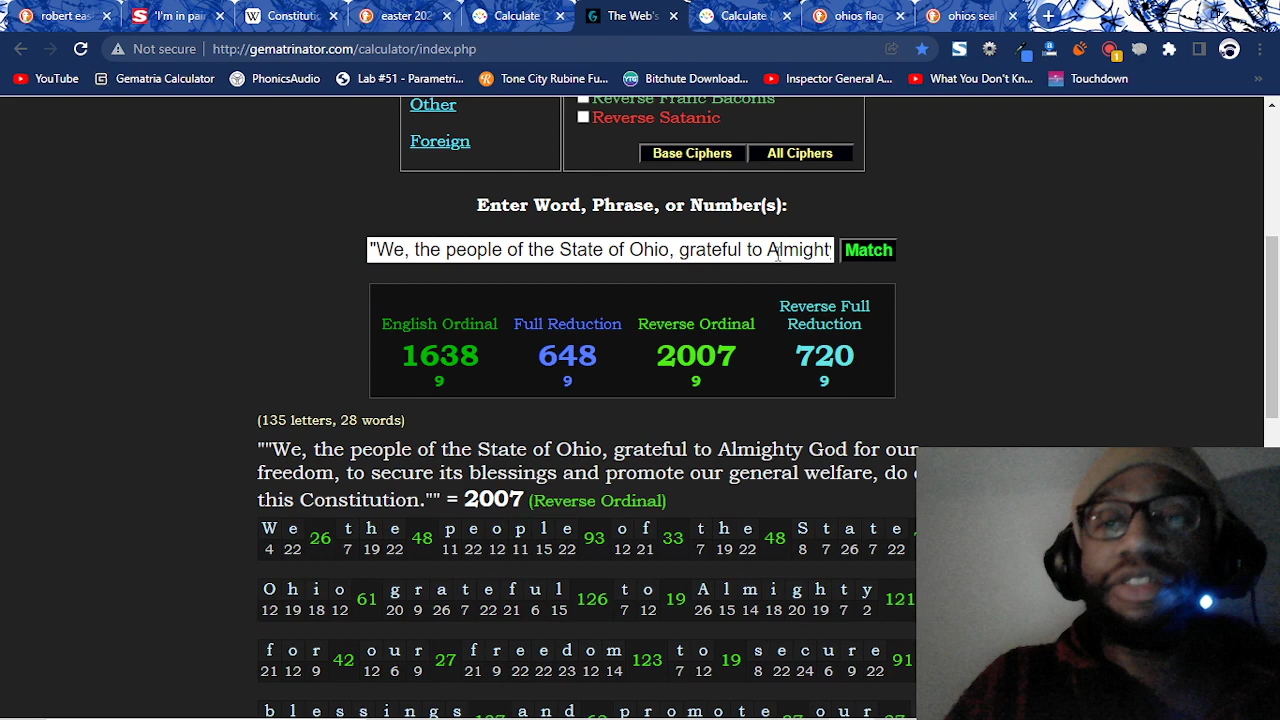 robert eas
'I'm in pai
Constitutio
easter 202
Calculate D
The Web's
Calculate D
ohios flag
ohios seal
Not secure
http://gematrinator.com/calculator/index.php
1
YouTube
Gematria Calculator
PhonicsAudio
Lab #51 - Parametri...
Tone City Rubine Fu...
Bitchute Download...
Inspector General A...
What You Don't Kn...
Touchdown
Other
Reverse Franc Baconis
Reverse Satanic
Foreign
Base Ciphers
All Ciphers
Enter Word, Phrase, or Number(s):
"We, the people of the State of Ohio, grateful to Almighty
Match
English Ordinal Full Reduction Reverse Ordinal Reverse Full Reduction
1638 648 2007 720
9 9 9 9
(135 letters, 28 words)
""We, the people of the State of Ohio, grateful to Almighty God for our
freedom, to secure its blessings and promote our general welfare, do
this Constitution."" = 2007 (Reverse Ordinal)
W e 26 t h e 48 p e o p l e 93 o f 33 t h e 48 S t a t e
4 22 7 19 22 11 22 12 11 15 22 12 21 7 19 22 8 7 26 7 22
O h i o 61 g r a t e f u l 126 t o 19 A l m i g h t y 121
12 19 18 12 20 9 26 7 22 21 6 15 7 12 26 15 14 18 20 19 7 2
f o r 42 o u r 27 f r e e d o m 123 t o 19 s e c u r e 91
21 12 9 12 6 9 21 9 22 22 23 12 14 7 12 8 22 24 6 9 22
b l e s s i n g s a n d p r o m o t e o u r